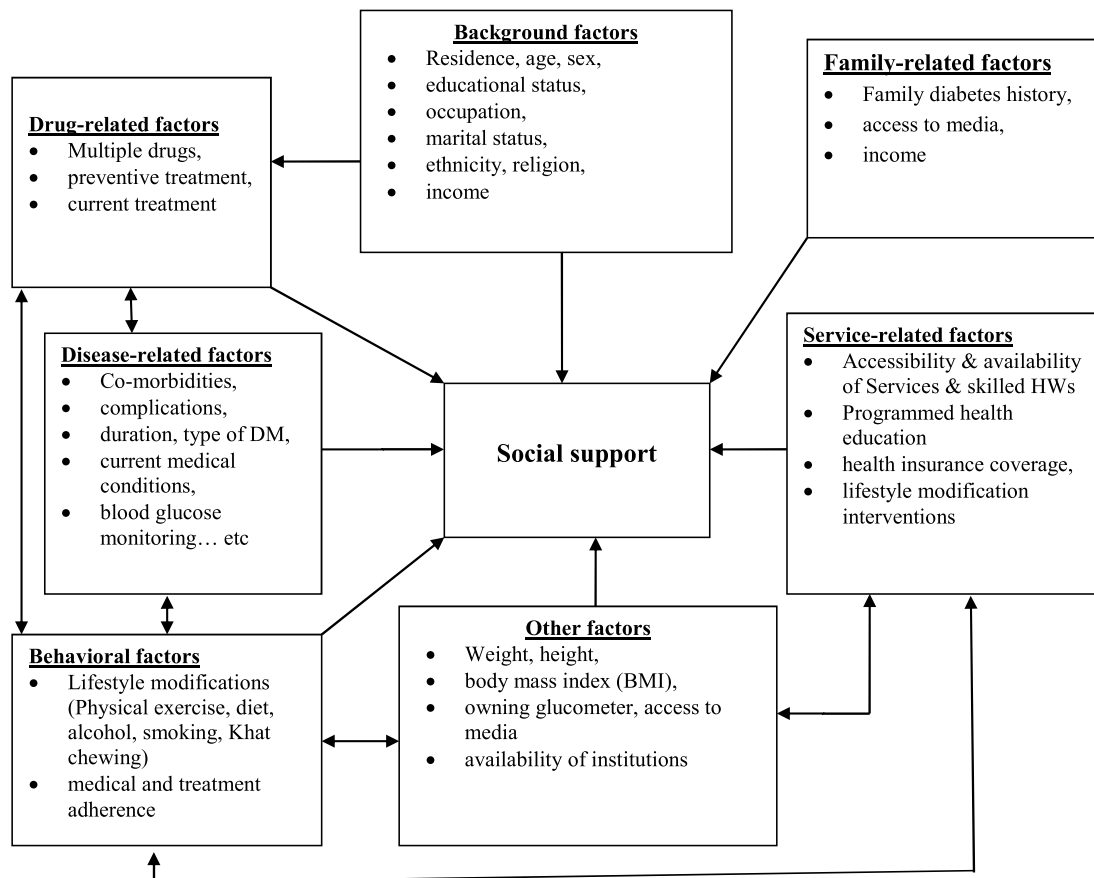 Background factors
• Residence, age, sex,
• educational status,
• occupation,
• marital status,
• ethnicity, religion,
• income
Family-related factors
• Family diabetes history,
• access to media,
• income
Drug-related factors
• Multiple drugs,
• preventive treatment,
• current treatment
Disease-related factors
• Co-morbidities,
• complications,
• duration, type of DM,
• current medical
conditions,
• blood glucose
monitoring… etc
Social support
Service-related factors
• Accessibility & availability
of Services & skilled HWs
• Programmed health
education
• health insurance coverage,
• lifestyle modification
interventions
Behavioral factors
• Lifestyle modifications
(Physical exercise, diet,
alcohol, smoking, Khat
chewing)
• medical and treatment
adherence
Other factors
• Weight, height,
• body mass index (BMI),
• owning glucometer, access to
media
• availability of institutions